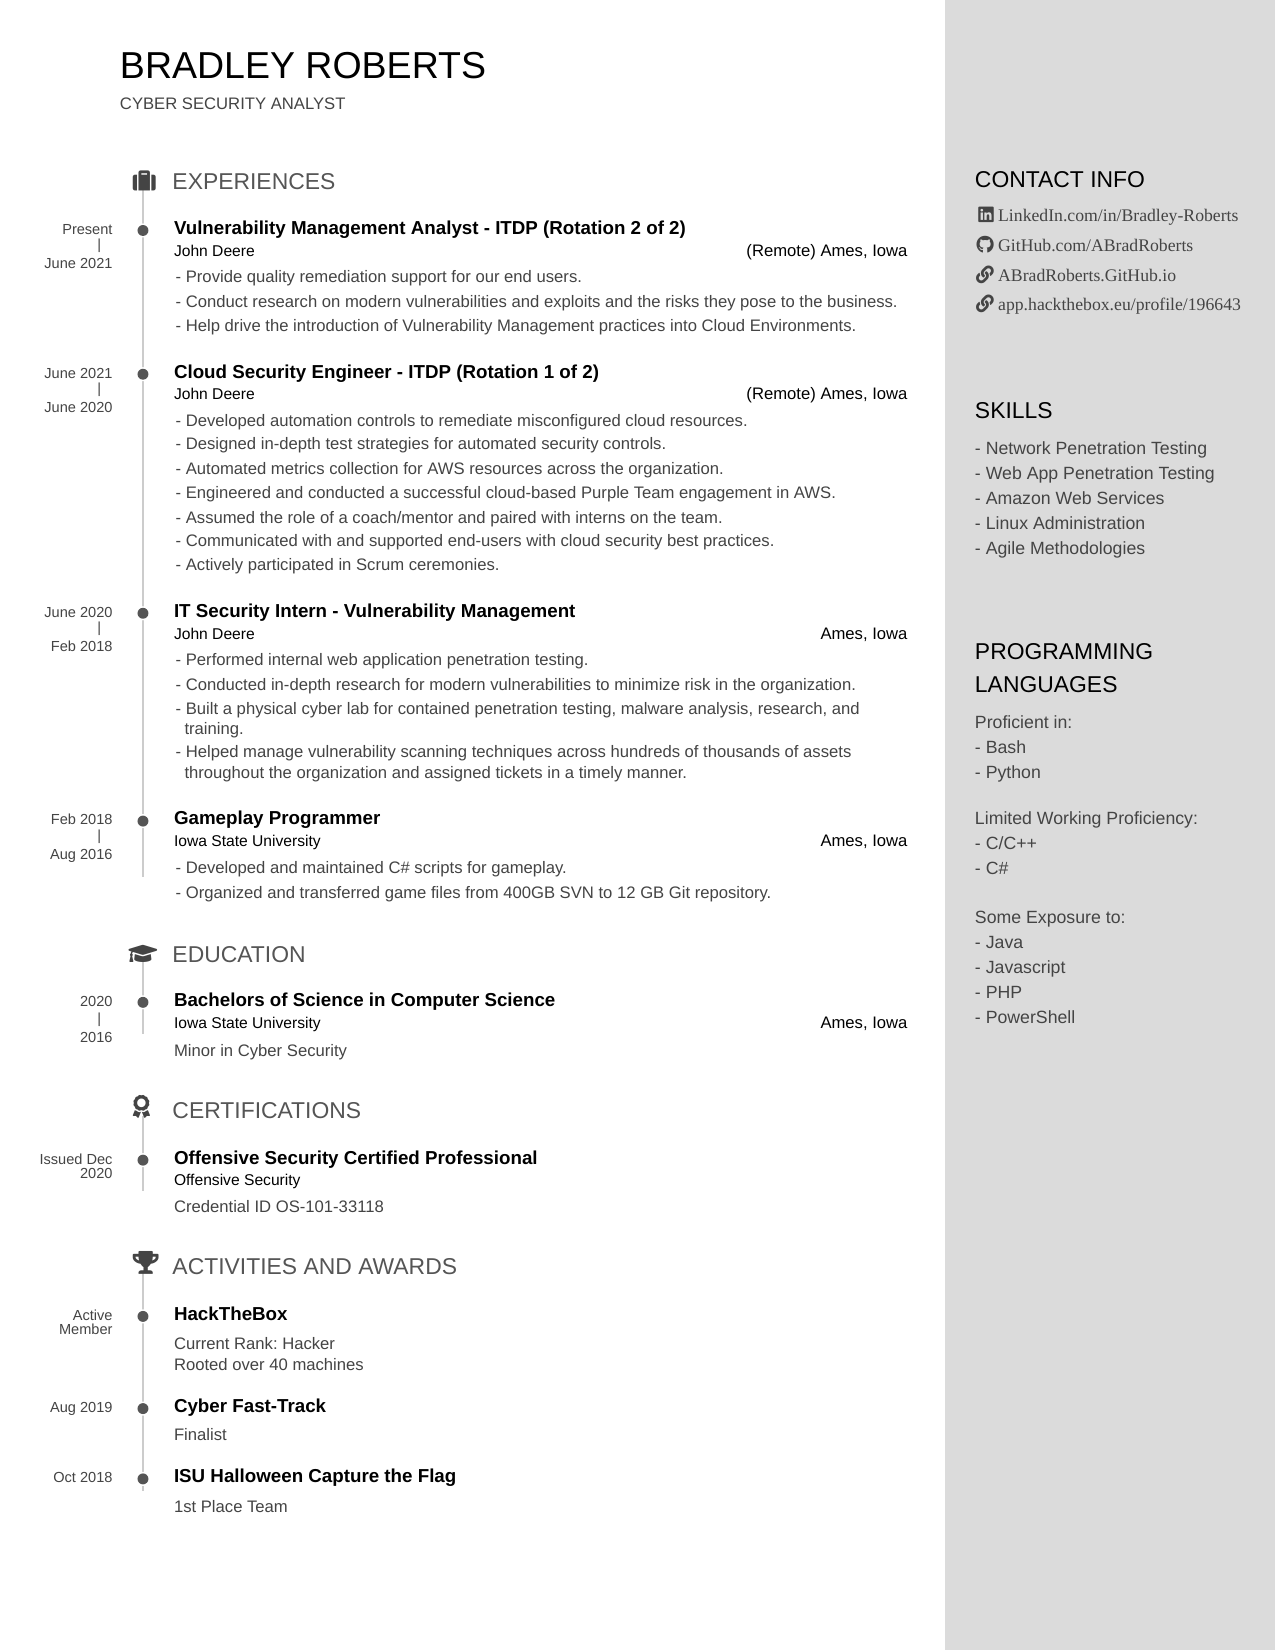 BRADLEY ROBERTS
CYBER SECURITY ANALYST
EXPERIENCES
Present
|
June 2021
Vulnerability Management Analyst - ITDP (Rotation 2 of 2)
John Deere (Remote) Ames, Iowa
- Provide quality remediation support for our end users.
- Conduct research on modern vulnerabilities and exploits and the risks they pose to the business.
- Help drive the introduction of Vulnerability Management practices into Cloud Environments.
June 2021
|
June 2020
Cloud Security Engineer - ITDP (Rotation 1 of 2)
John Deere (Remote) Ames, Iowa
- Developed automation controls to remediate misconfigured cloud resources.
- Designed in-depth test strategies for automated security controls.
- Automated metrics collection for AWS resources across the organization.
- Engineered and conducted a successful cloud-based Purple Team engagement in AWS.
- Assumed the role of a coach/mentor and paired with interns on the team.
- Communicated with and supported end-users with cloud security best practices.
- Actively participated in Scrum ceremonies.
June 2020
|
Feb 2018
IT Security Intern - Vulnerability Management
John Deere Ames, Iowa
- Performed internal web application penetration testing.
- Conducted in-depth research for modern vulnerabilities to minimize risk in the organization.
- Built a physical cyber lab for contained penetration testing, malware analysis, research, and
training.
- Helped manage vulnerability scanning techniques across hundreds of thousands of assets
throughout the organization and assigned tickets in a timely manner.
Feb 2018
|
Aug 2016
Gameplay Programmer
Iowa State University Ames, Iowa
- Developed and maintained C# scripts for gameplay.
- Organized and transferred game files from 400GB SVN to 12 GB Git repository.
EDUCATION
2020
|
2016
Bachelors of Science in Computer Science
Iowa State University Ames, Iowa
Minor in Cyber Security
CERTIFICATIONS
Issued Dec
2020
Offensive Security Certified Professional
Offensive Security
Credential ID OS-101-33118
ACTIVITIES AND AWARDS
Active
Member
HackTheBox
Current Rank: Hacker
Rooted over 40 machines
Aug 2019
Cyber Fast-Track
Finalist
Oct 2018
ISU Halloween Capture the Flag
1st Place Team
CONTACT INFO
LinkedIn.com/in/Bradley-Roberts
GitHub.com/ABradRoberts
ABradRoberts.GitHub.io
app.hackthebox.eu/profile/196643
SKILLS
- Network Penetration Testing
- Web App Penetration Testing
- Amazon Web Services
- Linux Administration
- Agile Methodologies
PROGRAMMING
LANGUAGES
Proficient in:
- Bash
- Python
Limited Working Proficiency:
- C/C++
- C#
Some Exposure to:
- Java
- Javascript
- PHP
- PowerShell